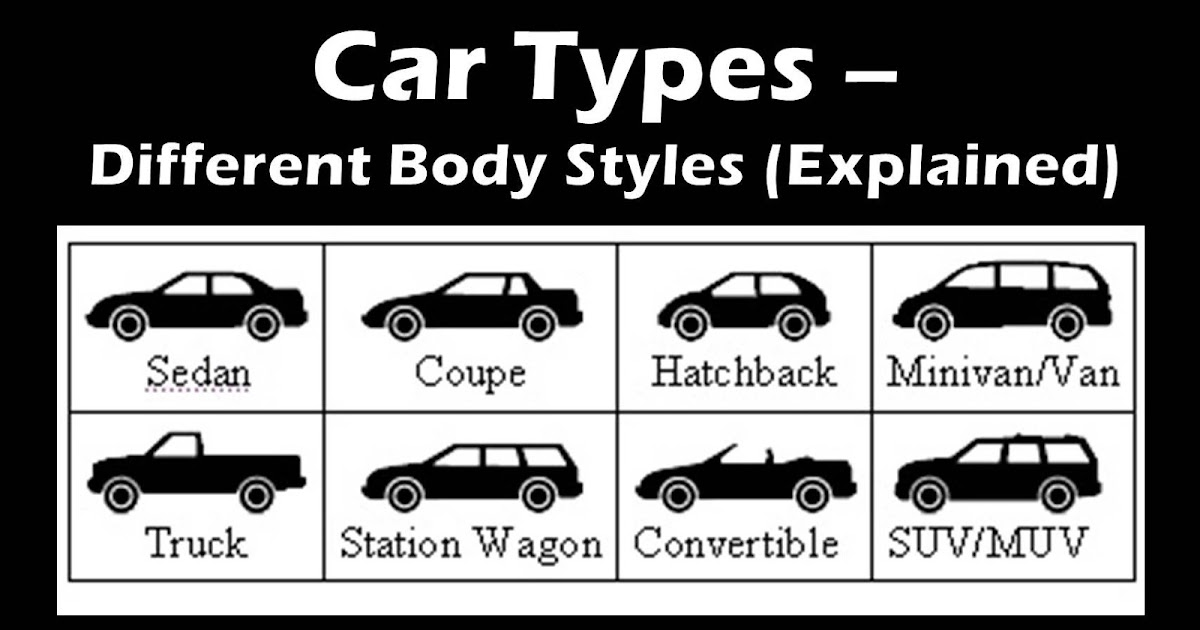 Car Types –
Different Body Styles (Explained)
Sedan
Coupe
Hatchback
Minivan/Van
Truck
Station Wagon
Convertible
SUV/MUV